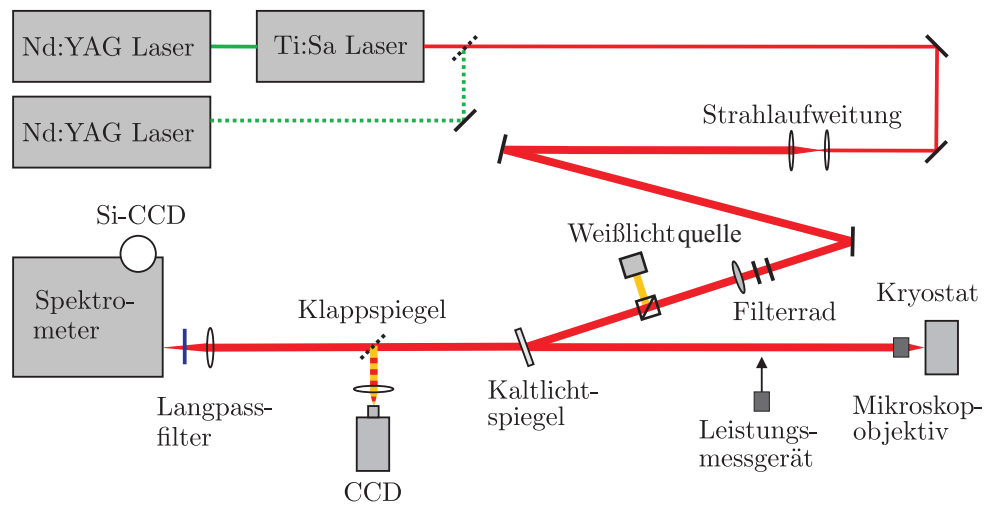 Nd:YAG Laser
Ti:Sa Laser
Nd:YAG Laser
Strahlaufweitung
Si-CCD
Weißlichtquelle
Spektro-
meter
Klappspiegel
Filterrad
Kryostat
Langpass-
filter
Kaltlicht-
spiegel
Leistungs-
messgerät
Mikroskop-
objektiv
CCD